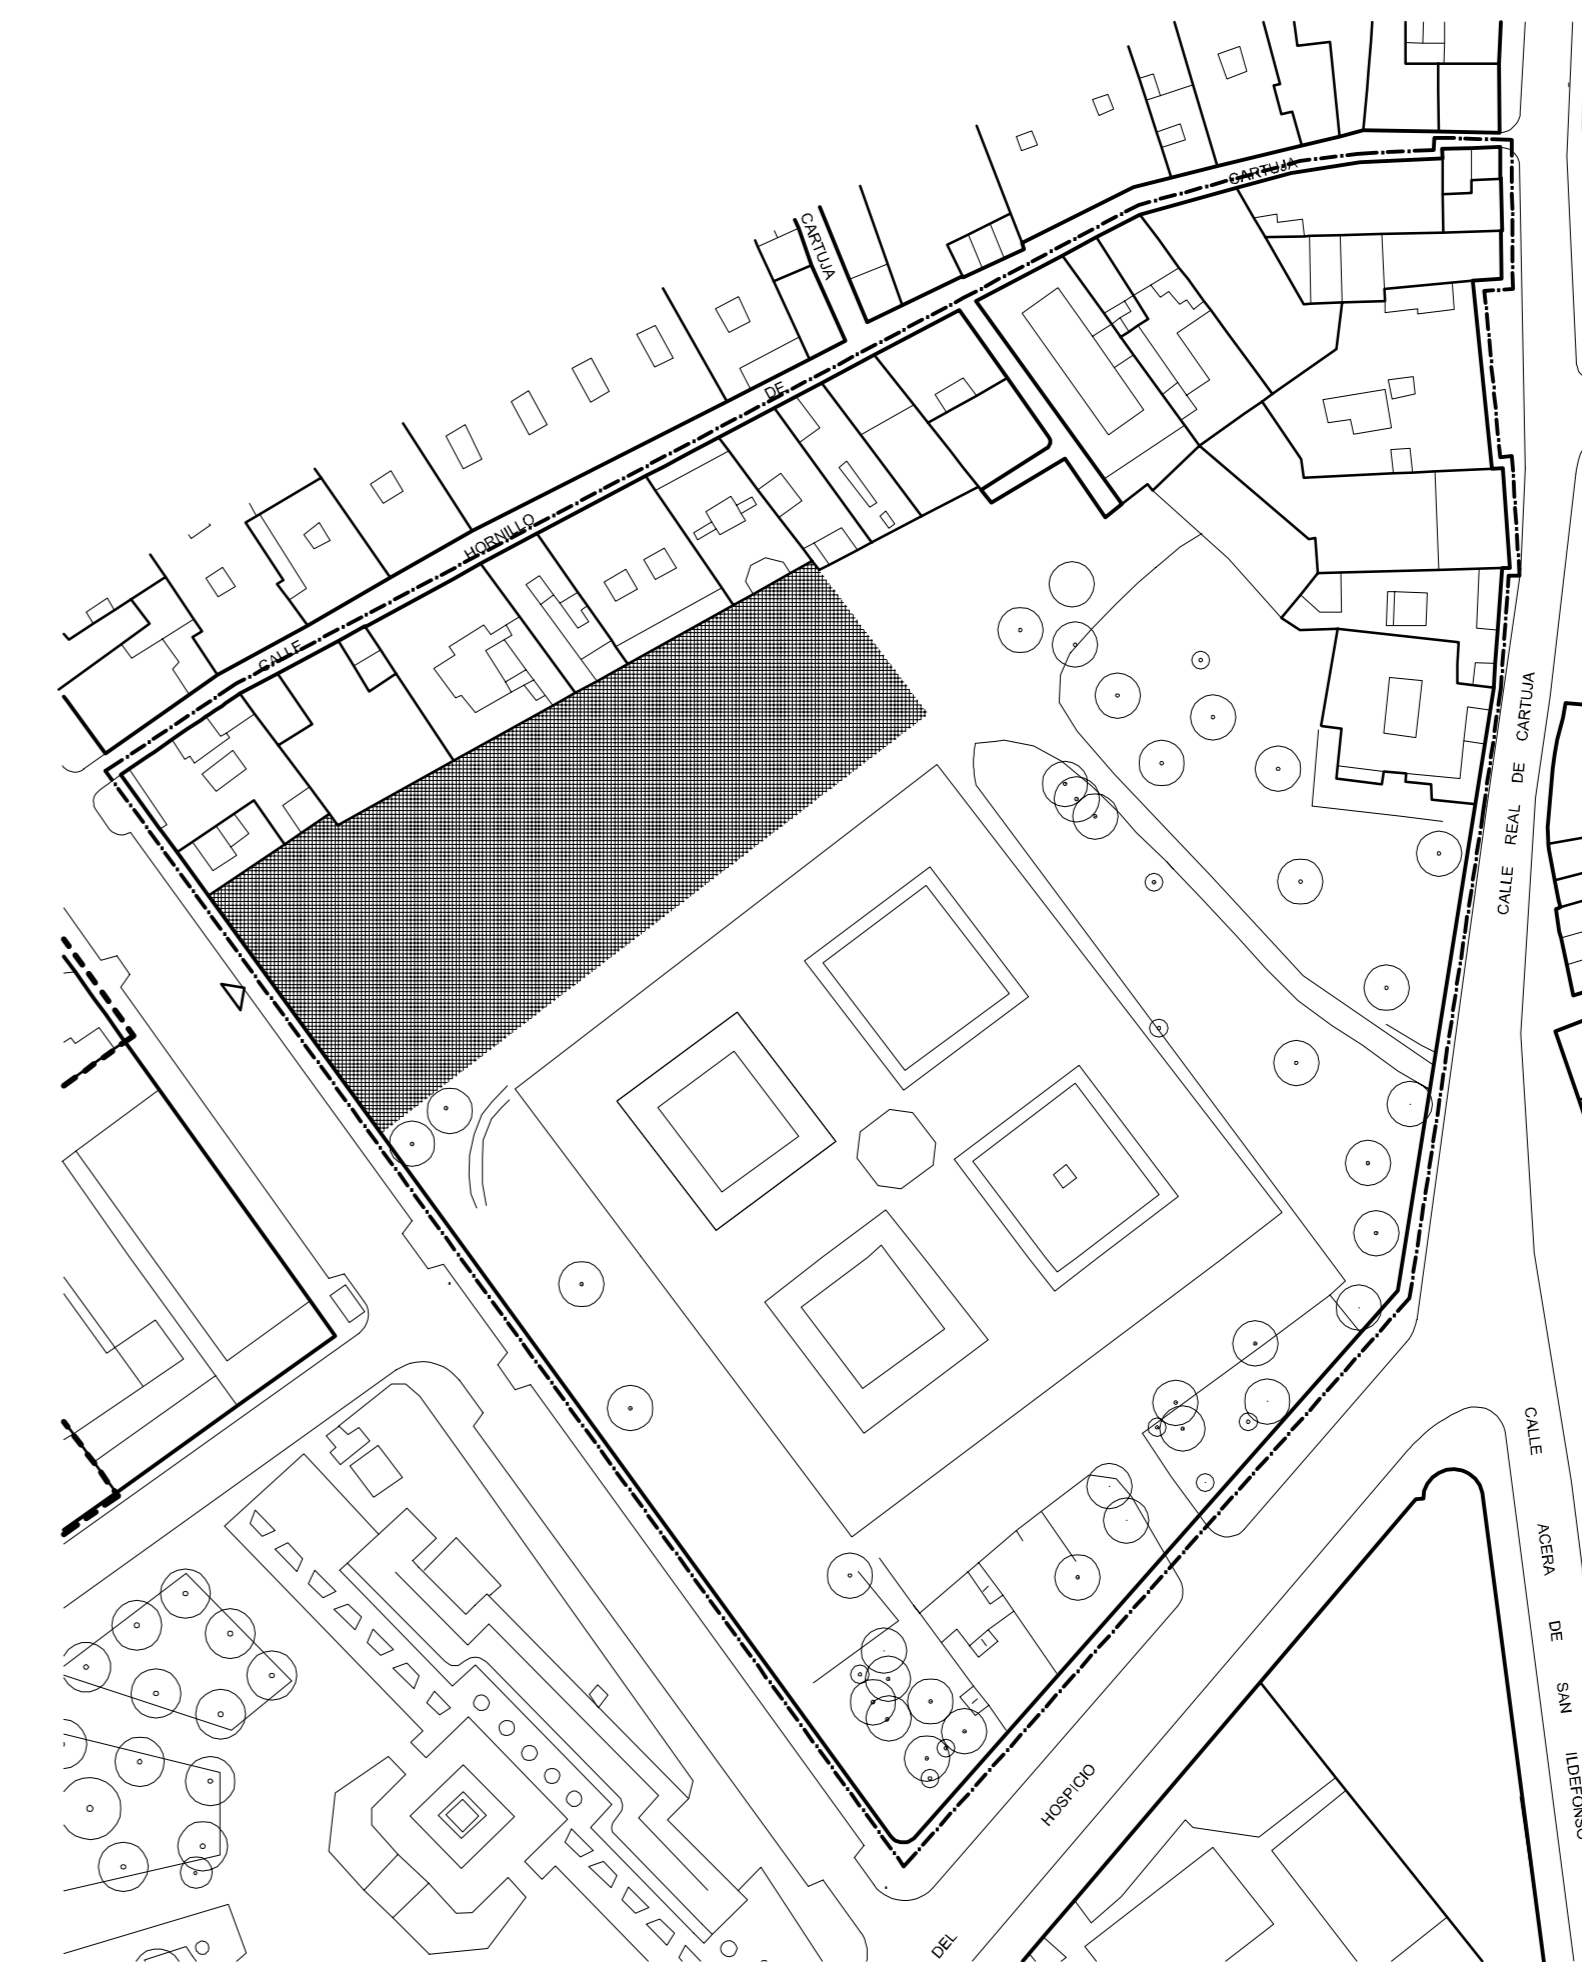 CARTUJA
CARTUJA
DE
HORNILLO
CALLE
CALLE REAL DE CARTUJA
CALLE ACERA DE SAN ILDEFONSO
HOSPICIO
DEL